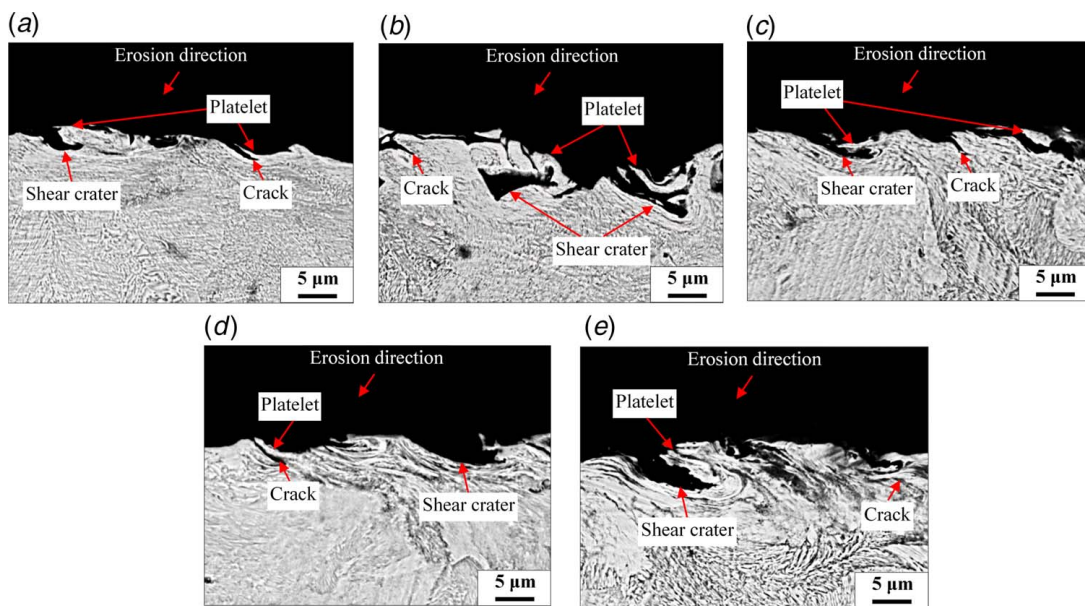 (a)
Erosion direction
Platelet
Shear crater
Crack
5 μm
(b)
Erosion direction
Platelet
Crack
Shear crater
5 μm
(c)
Erosion direction
Platelet
Shear crater
Crack
5 μm
(d)
Erosion direction
Platelet
Crack
Shear crater
5 μm
(e)
Erosion direction
Platelet
Shear crater
Crack
5 μm